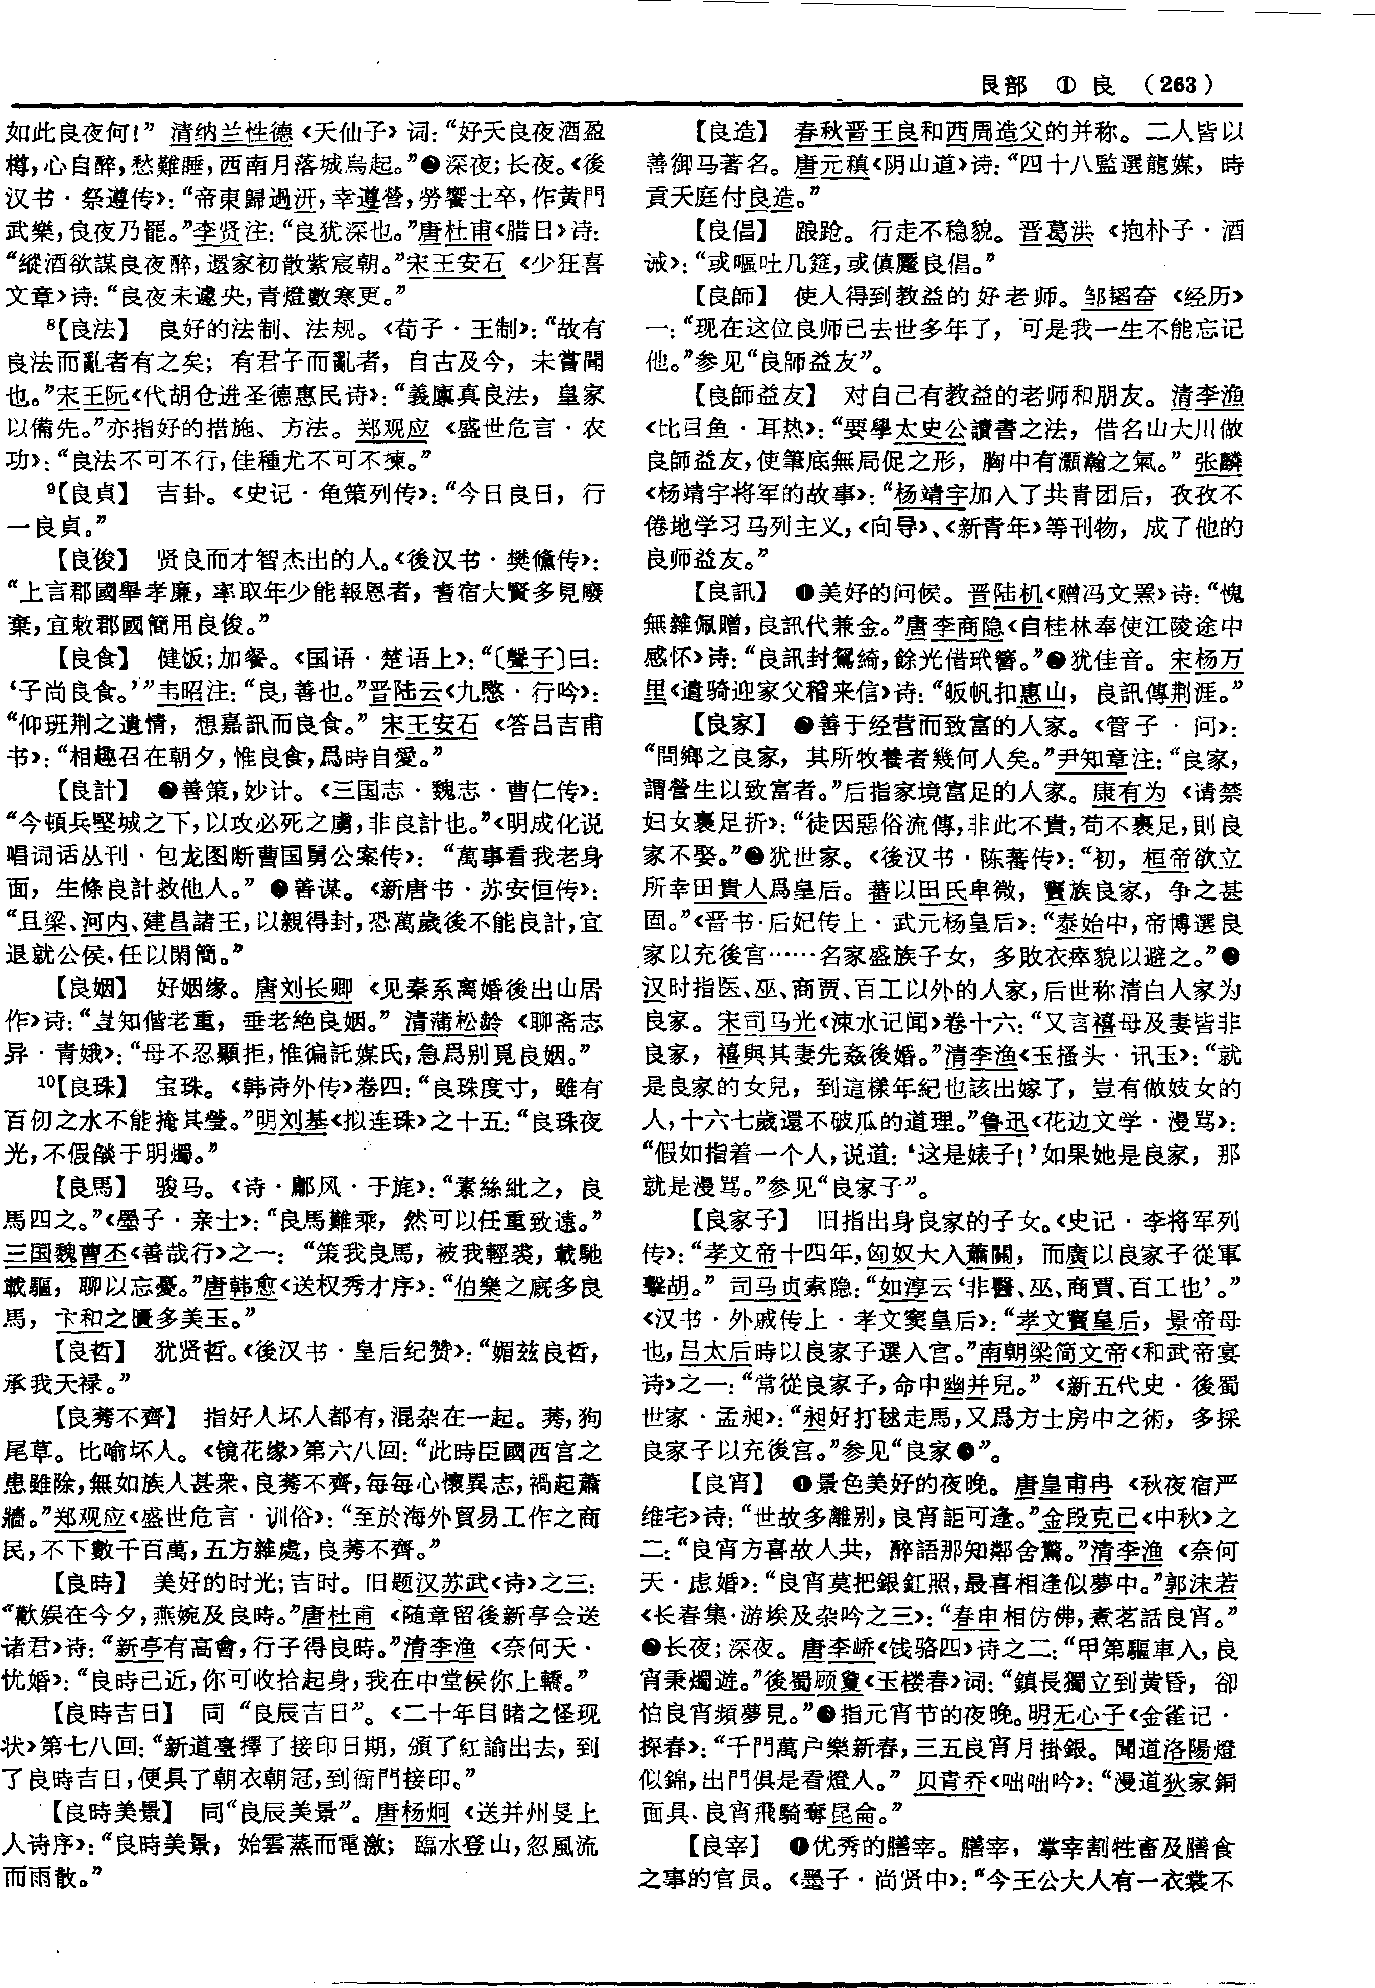 艮部　①　良　（263）
如此良夜何！”清纳兰性德《天仙子》词：“好天良夜酒盈
樽，心自醉，愁難睡，西南月落城烏起。”❷深夜；长夜。《後
汉书·祭遵传》：“帝東歸過汧，幸遵營，勞饗士卒，作黄門
武樂，良夜乃罷。”李贤注：“良犹深也。”唐杜甫《腊日》诗：
“縱酒欲謀良夜醉，還家初散紫宸朝。”宋王安石《少狂喜
文章》诗：“良夜未遽央，青燈數寒更。”
8【良法】　良好的法制、法规。《荀子·王制》：“故有
良法而亂者有之矣；有君子而亂者，自古及今，未嘗聞
也。”宋王阮《代胡仓进圣德惠民诗》：“義廪真良法，皇家
以備先。”亦指好的措施、方法。郑观应《盛世危言·农
功》：“良法不可不行，佳種尤不可不揀。”
9【良貞】　吉卦。《史记·龟策列传》：“今日良日，行
一良貞。”
【良俊】　贤良而才智杰出的人。《後汉书·樊儵传》：
“上言郡國舉孝廉，率取年少能報恩者，耆宿大賢多見廢
棄，宜敕郡國簡用良俊。”
【良食】　健饭；加餐。《国语·楚语上》：“〔聲子〕曰：
‘子尚良食。’”韦昭注：“良，善也。”晋陆云《九愍·行吟》：
“仰班荆之遺情，想嘉訊而良食。”宋王安石《答吕吉甫
书》：“相趣召在朝夕，惟良食，爲時自愛。”
【良計】　❶善策，妙计。《三国志·魏志·曹仁传》：
“今頓兵堅城之下，以攻必死之虜，非良計也。”《明成化说
唱词话丛刊·包龙图断曹国舅公案传》：“萬事看我老身
面，生條良計救他人。”❷善谋。《新唐书·苏安恒传》：
“且梁、河内、建昌諸王，以親得封，恐萬歲後不能良計，宜
退就公侯，任以閑簡。”
【良姻】　好姻缘。唐刘长卿《见秦系离婚後出山居
作》诗：“豈知偕老重，垂老絶良姻。”清蒲松龄《聊斋志
异·青娥》：“母不忍顯拒，惟徧託媒氏，急爲别覓良姻。”
10【良珠】　宝珠。《韩诗外传》卷四：“良珠度寸，雖有
百仞之水不能掩其瑩。”明刘基《拟连珠》之十五：“良珠夜
光，不假燄于明燭。”
【良馬】　骏马。《诗·鄘风·干旄》：“素絲紕之，良
馬四之。”《墨子·亲士》：“良馬難乘，然可以任重致遠。”
三国魏曹丕《善哉行》之一：“策我良馬，被我輕裘，載馳
載驅，聊以忘憂。”唐韩愈《送权秀才序》：“伯樂之廐多良
馬，卞和之匱多美玉。”
【良哲】　犹贤哲。《後汉书·皇后纪赞》：“媚兹良哲，
承我天禄。”
【良莠不齊】　指好人坏人都有，混杂在一起。莠，狗
尾草。比喻坏人。《镜花缘》第六八回：“此時臣國西宫之
患雖除，無如族人甚衆，良莠不齊，每每心懷異志，禍起蕭
牆。”郑观应《盛世危言·训俗》：“至於海外貿易工作之商
民，不下數千百萬，五方雜處，良莠不齊。”
【良時】　美好的时光；吉时。旧题汉苏武《诗》之三：
“歡娱在今夕，燕婉及良時。”唐杜甫《随章留後新亭会送
诸君》诗：“新亭有高會，行子得良時。”清李渔《奈何天·
忧婚》：“良時已近，你可收拾起身，我在中堂候你上轎。”
【良時吉日】　同“良辰吉日”。《二十年目睹之怪现
状》第七八回：“新道臺擇了接印日期，頒了紅諭出去，到
了良時吉日，便具了朝衣朝冠，到衙門接印。”
【良時美景】　同“良辰美景”。唐杨炯《送并州旻上
人诗序》：“良時美景，始雲蒸而電激；臨水登山，忽風流
而雨散。”
【良造】　春秋晋王良和西周造父的并称。二人皆以
善御马著名。唐元稹《阴山道》诗：“四十八監選龍媒，時
貢天庭付良造。”
【良倡】　踉跄。行走不稳貌。晋葛洪《抱朴子·酒
诫》：“或嘔吐几筵，或傎蹷良倡。”
【良師】　使人得到教益的好老师。邹韬奋《经历》
一：“现在这位良师已去世多年了，可是我一生不能忘记
他。”参见“良師益友”。
【良師益友】　对自己有教益的老师和朋友。清李渔
《比目鱼·耳热》：“要學太史公讀書之法，借名山大川做
良師益友，使筆底無局促之形，胸中有灝瀚之氣。”张麟
《杨靖宇将军的故事》：“杨靖宇加入了共青团后，孜孜不
倦地学习马列主义，《向导》、《新青年》等刊物，成了他的
良师益友。”
【良訊】　❶美好的问候。晋陆机《赠冯文罴》诗：“愧
無雜佩贈，良訊代兼金。”唐李商隐《自桂林奉使江陵途中
感怀》诗：“良訊封鴛綺，餘光借玳簪。”❷犹佳音。宋杨万
里《遣骑迎家父稽来信》诗：“皈帆扣惠山，良訊傳荆涯。”
【良家】　❶善于经营而致富的人家。《管子·问》：
“問鄉之良家，其所牧養者幾何人矣。”尹知章注：“良家，
謂營生以致富者。”后指家境富足的人家。康有为《请禁
妇女裹足折》：“徒因惡俗流傳，非此不貴，苟不裹足，則良
家不娶。”❷犹世家。《後汉书·陈蕃传》：“初，桓帝欲立
所幸田貴人爲皇后。蕃以田氏卑微，竇族良家，争之甚
固。”《晋书·后妃传上·武元杨皇后》：“泰始中，帝博選良
家以充後宫……名家盛族子女，多敗衣瘁貌以避之。”❸
汉时指医、巫、商贾、百工以外的人家，后世称清白人家为
良家。宋司马光《涑水记闻》卷十六：“又言禧母及妻皆非
良家，禧與其妻先姦後婚。”清李渔《玉搔头·讯玉》：“就
是良家的女兒，到這樣年紀也該出嫁了，豈有做妓女的
人，十六七歲還不破瓜的道理。”鲁迅《花边文学·漫骂》：
“假如指着一个人，说道：‘这是婊子！’如果她是良家，那
就是漫骂。”参见“良家子”。
【良家子】　旧指出身良家的子女。《史记·李将军列
传》：“孝文帝十四年，匈奴大入蕭關，而廣以良家子從軍
擊胡。”司马贞索隐：“如淳云‘非醫、巫、商賈、百工也’。”
《汉书·外戚传上·孝文窦皇后》：“孝文竇皇后，景帝母
也，吕太后時以良家子選入宫。”南朝梁简文帝《和武帝宴
诗》之一：“常從良家子，命中幽并兒。”《新五代史·後蜀
世家·孟昶》：“昶好打毬走馬，又爲方士房中之術，多採
良家子以充後宫。”参见“良家❸”。
【良宵】　❶景色美好的夜晚。唐皇甫冉《秋夜宿严
维宅》诗：“世故多離别，良宵詎可逢。”金段克己《中秋》之
二：“良宵方喜故人共，醉語那知鄰舍驚。”清李渔《奈何
天·虑婚》：“良宵莫把銀釭照，最喜相逢似夢中。”郭沫若
《长春集·游埃及杂吟之三》：“春申相仿佛，煮茗話良宵。”
❷长夜；深夜。唐李峤《饯骆四》诗之二：“甲第驅車入，良
宵秉燭遊。”後蜀顾夐《玉楼春》词：“鎮長獨立到黄昏，卻
怕良宵頻夢見。”❸指元宵节的夜晚。明无心子《金雀记·
探春》：“千門萬户樂新春，三五良宵月掛銀。聞道洛陽燈
似錦，出門俱是看燈人。”贝青乔《咄咄吟》：“漫道狄家銅
面具，良宵飛騎奪昆侖。”
【良宰】　❶优秀的膳宰。膳宰，掌宰割牲畜及膳食
之事的官员。《墨子·尚贤中》：“今王公大人有一衣裳不